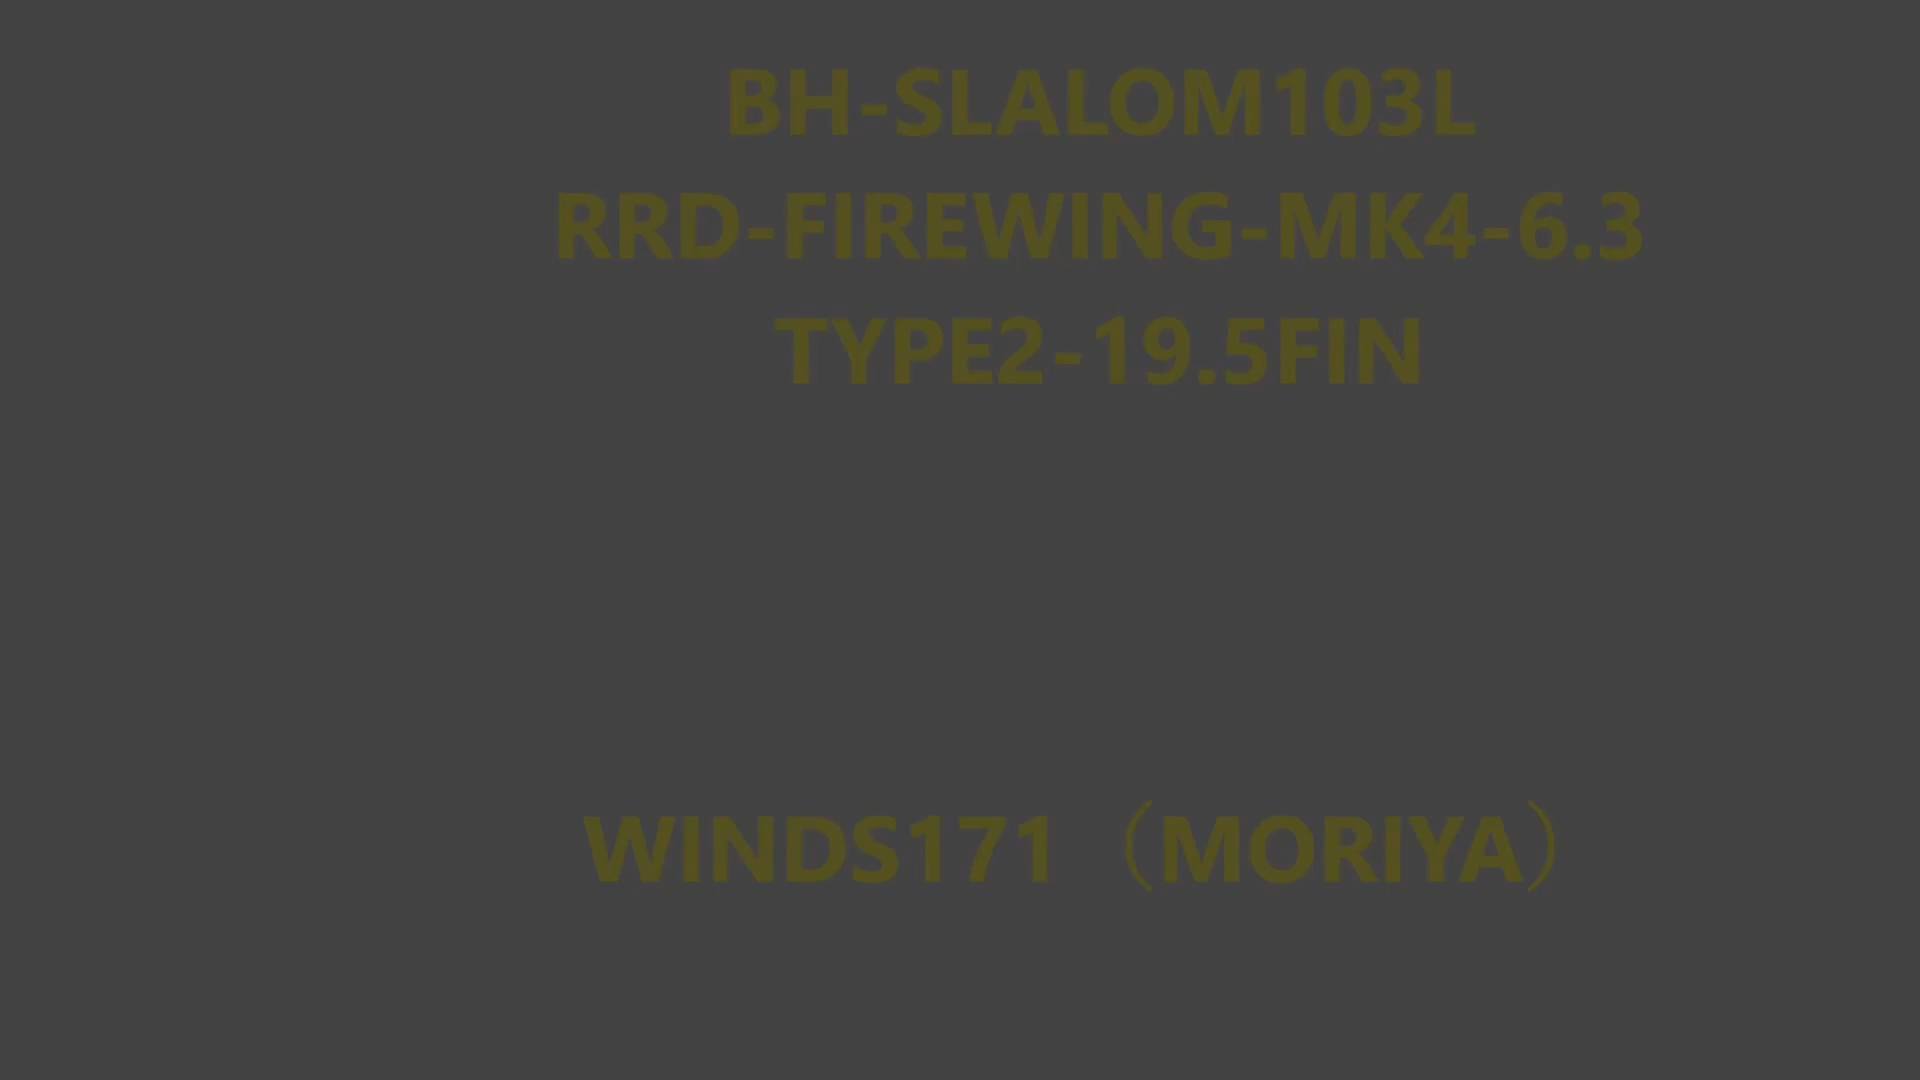 BH-SLALOM103L
RRD-FIREWING-MK4-6.3
TYPE2-19.5FIN
WINDS171（MORIYA）